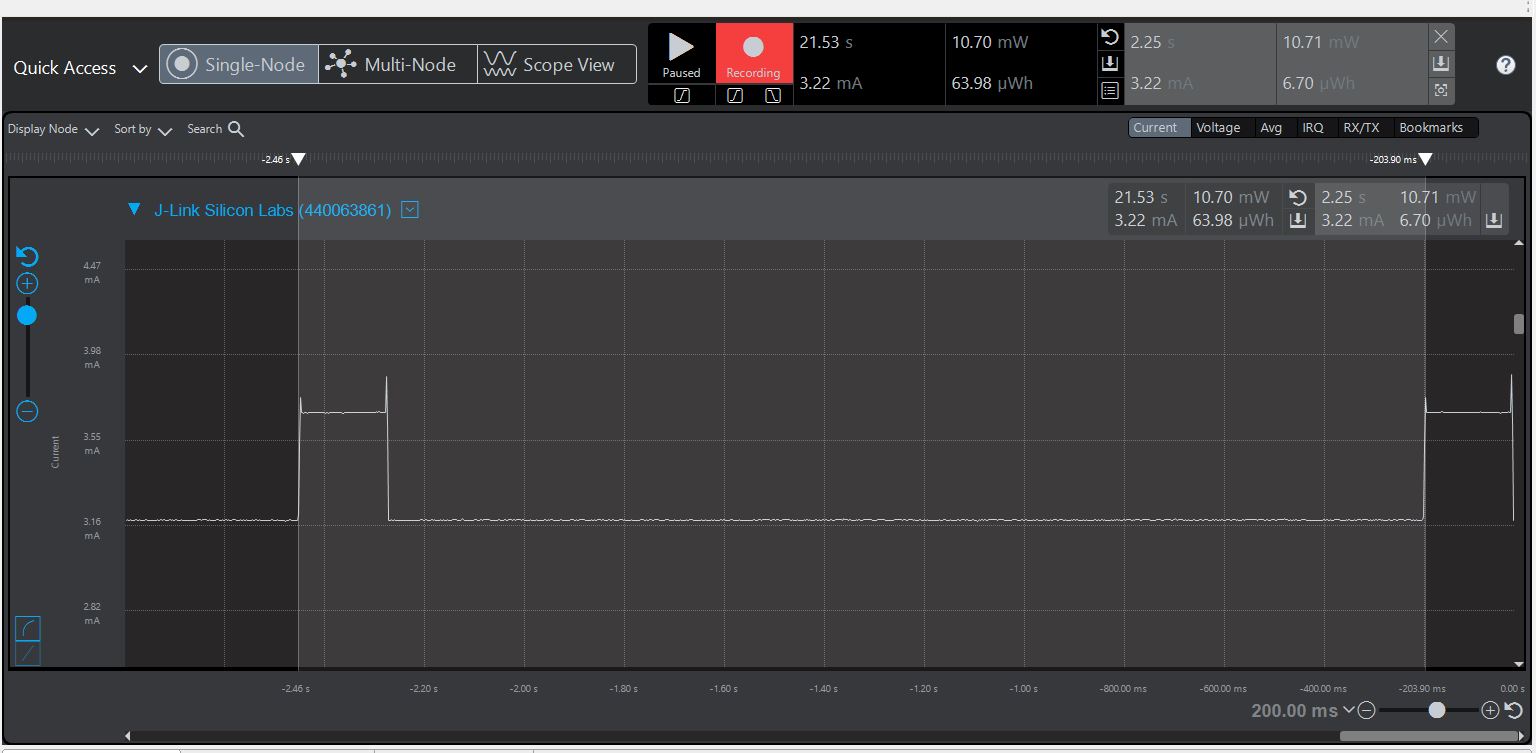 Quick Access
Single-Node
Multi-Node
Scope View
Paused
Recording
21.53 s
10.70 mW
3.22 mA
63.98 µWh
2.25 s
10.71 mW
3.22 mA
6.70 µWh
Display Node
Sort by
Search
Current
Voltage
Avg
IRQ
RX/TX
Bookmarks
-2.46 s
-203.90 ms
J-Link Silicon Labs (440063861)
21.53 s
10.70 mW
3.22 mA
63.98 µWh
2.25 s
10.71 mW
3.22 mA
6.70 µWh
4.47
mA
3.98
mA
3.55
mA
3.16
mA
2.82
mA
Current
-2.46 s
-2.20 s
-2.00 s
-1.80 s
-1.60 s
-1.40 s
-1.20 s
-1.00 s
-800.00 ms
-600.00 ms
-400.00 ms
-203.90 ms
0.00 s
200.00 ms